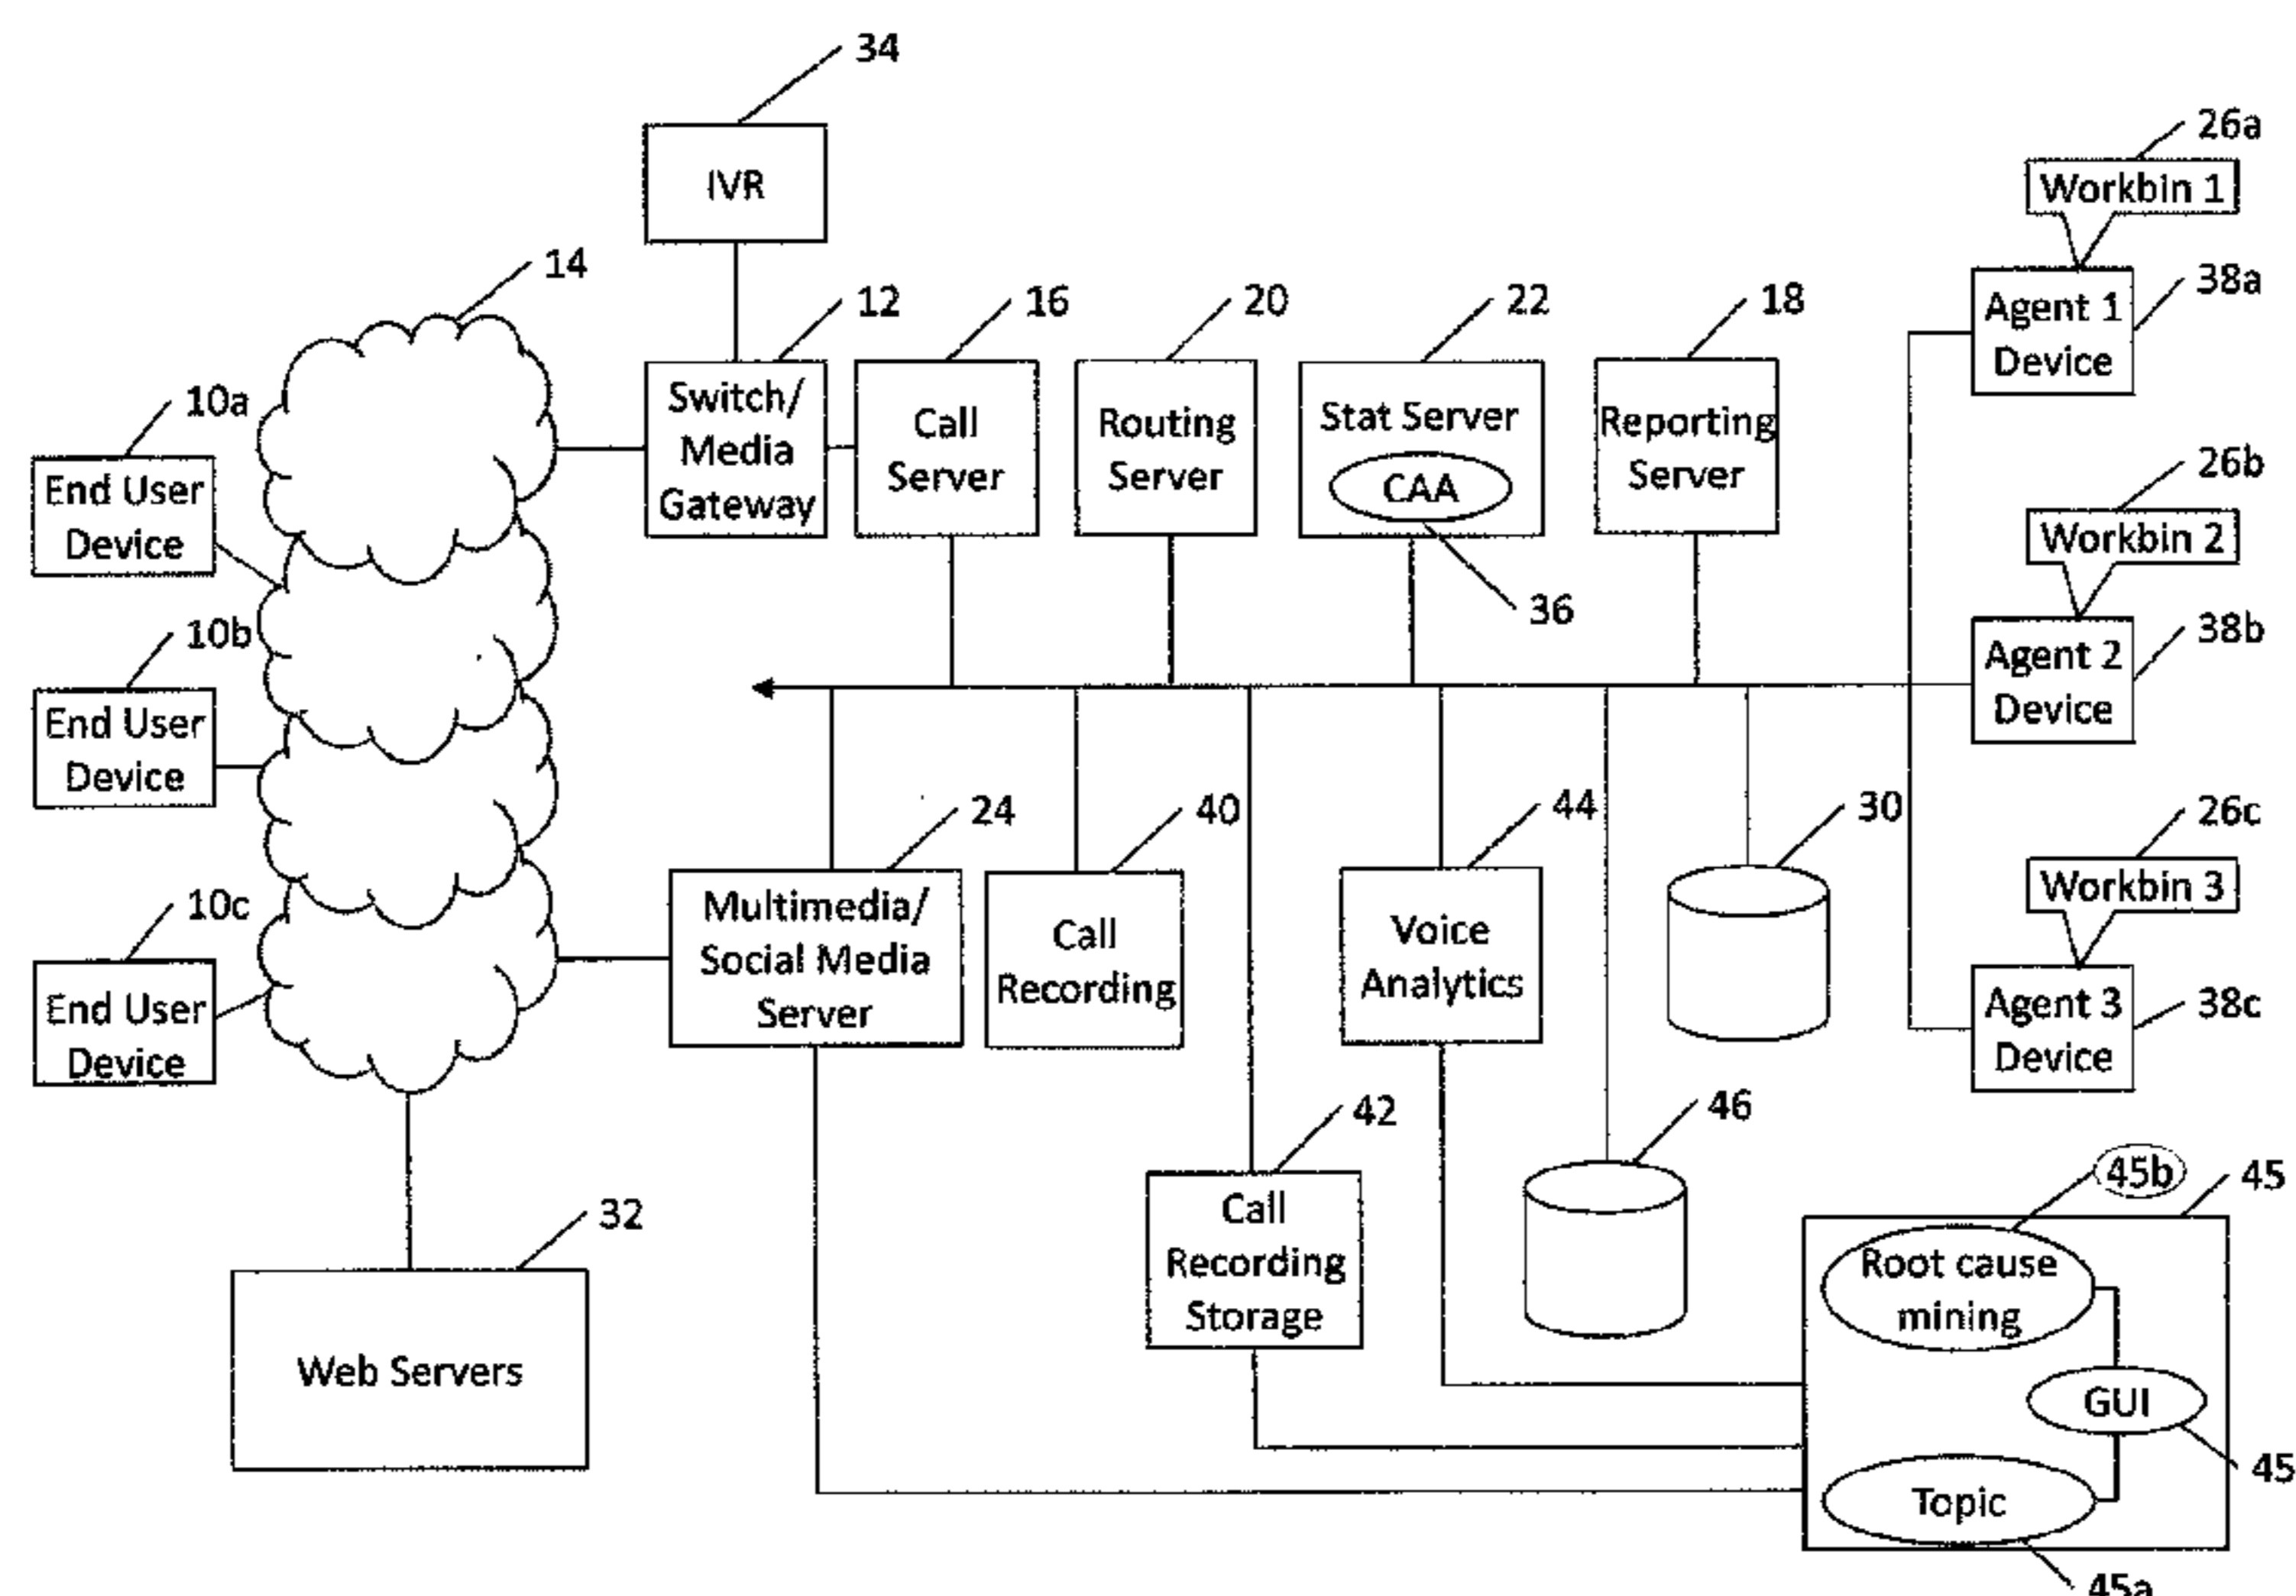 34
IVR
26a
Workbin 1
14
12
16
20
22
18
Agent 1
Device
38a
10a
Switch/
Media
Gateway
Call
Server
Routing
Server
Stat Server
CAA
Reporting
Server
End User
Device
36
26b
Workbin 2
10b
Agent 2
Device
38b
End User
Device
24
40
44
30
26c
Workbin 3
10c
Multimedia/
Social Media
Server
Call
Recording
Voice
Analytics
Agent 3
Device
38c
End User
Device
42
46
45b
45
32
Call
Recording
Storage
Root cause
mining
Web Servers
GUI
45
Topic
45a